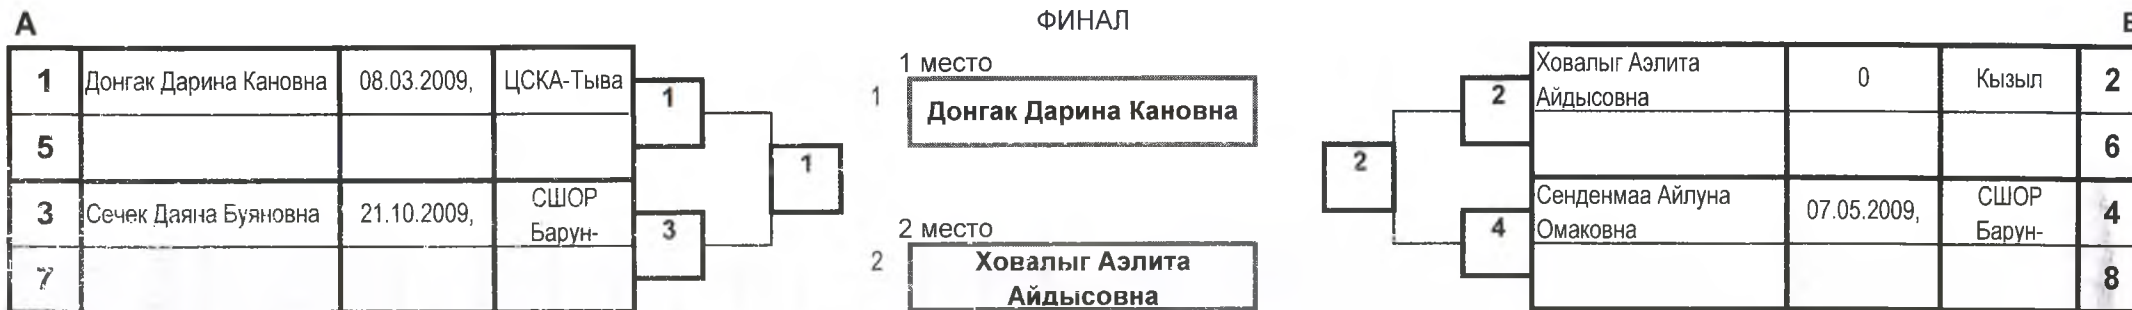 А
ФИНАЛ
1 Донгак Дарина Кановна 08.03.2009, ЦСКА-Тыва
5
3 Сечек Даяна Буяновна 21.10.2009, СШОР
Барун-
7
1
3
1
1 место
1 Донгак Дарина Кановна
2 место
2 Ховалыг Аэлита
Айдысовна
2
2
4
Ховалыг Аэлита
Айдысовна 0 Кызыл 2
6
Сенденмаа Айлуна
Омаковна 07.05.2009, СШОР
Барун- 4
8